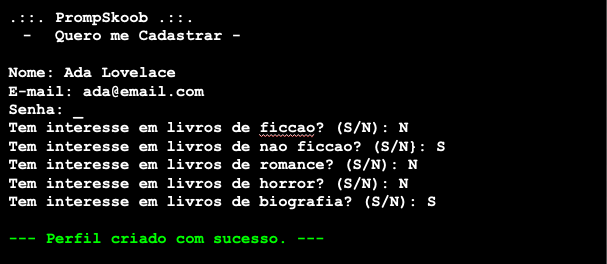 .::. PrompSkoob .::.
- Quero me Cadastrar -
Nome: Ada Lovelace
E-mail: ada@email.com
Senha: _
Tem interesse em livros de ficcao? (S/N): N
Tem interesse em livros de nao ficcao? (S/N}: S
Tem interesse em livros de romance? (S/N): N
Tem interesse em livros de horror? (S/N): N
Tem interesse em livros de biografia? (S/N): S
--- Perfil criado com sucesso. ---